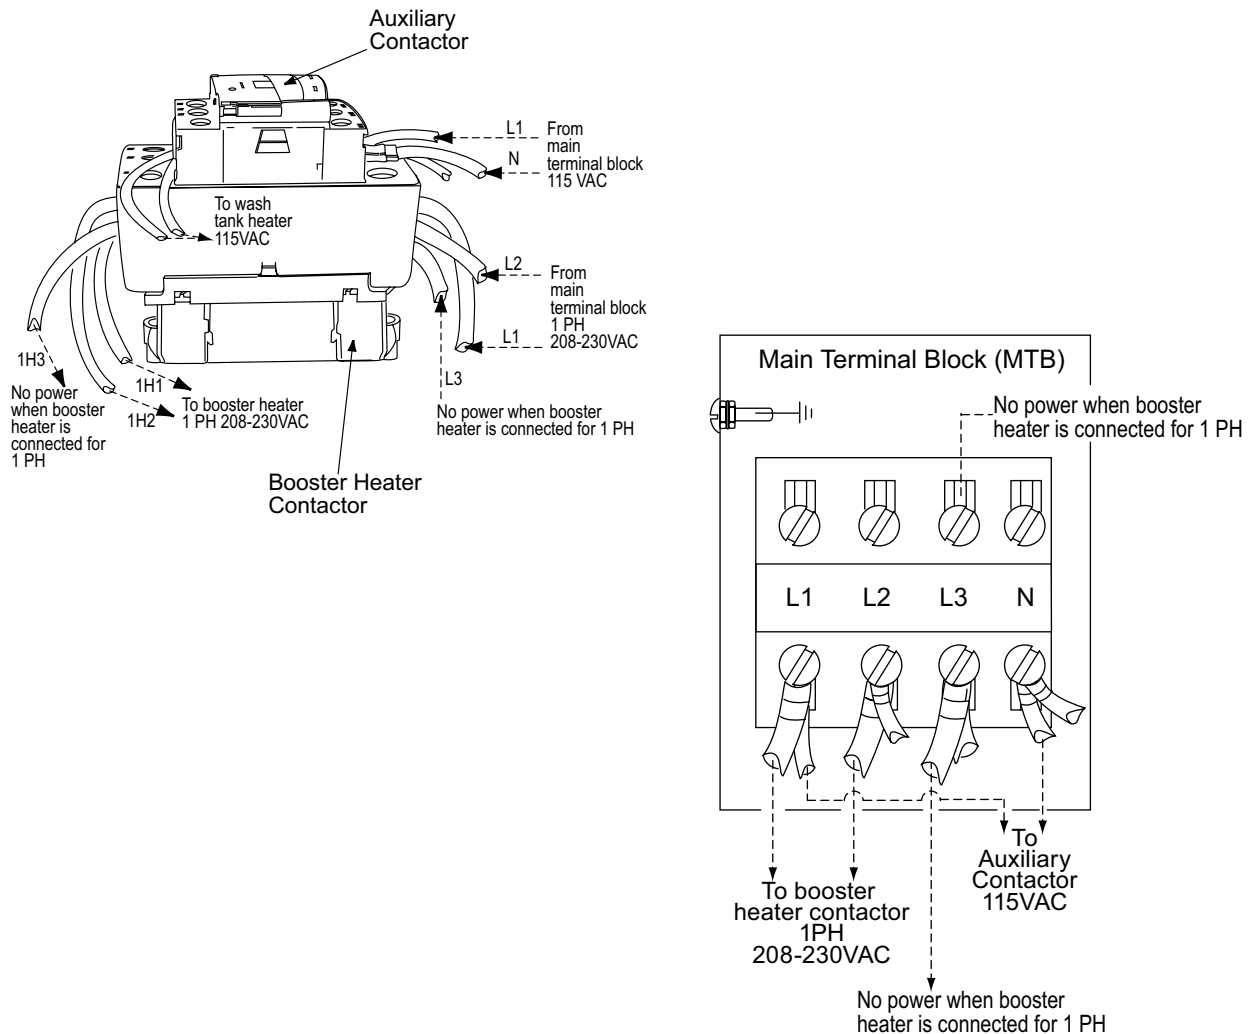 Auxiliary
Contactor
L1
From
main
terminal block
115 VAC
N
To wash
tank heater
115VAC
L2
From
main
terminal block
1 PH
208-230VAC
L1
L3
No power when booster
heater is connected for 1 PH
1H3
No power
when booster
heater is
connected for
1 PH
1H1
1H2
To booster heater
1 PH 208-230VAC
Booster Heater
Contactor
Main Terminal Block (MTB)
No power when booster
heater is connected for 1 PH
L1 L2 L3 N
To
Auxiliary
Contactor
115VAC
To booster
heater contactor
1PH
208-230VAC
No power when booster
heater is connected for 1 PH